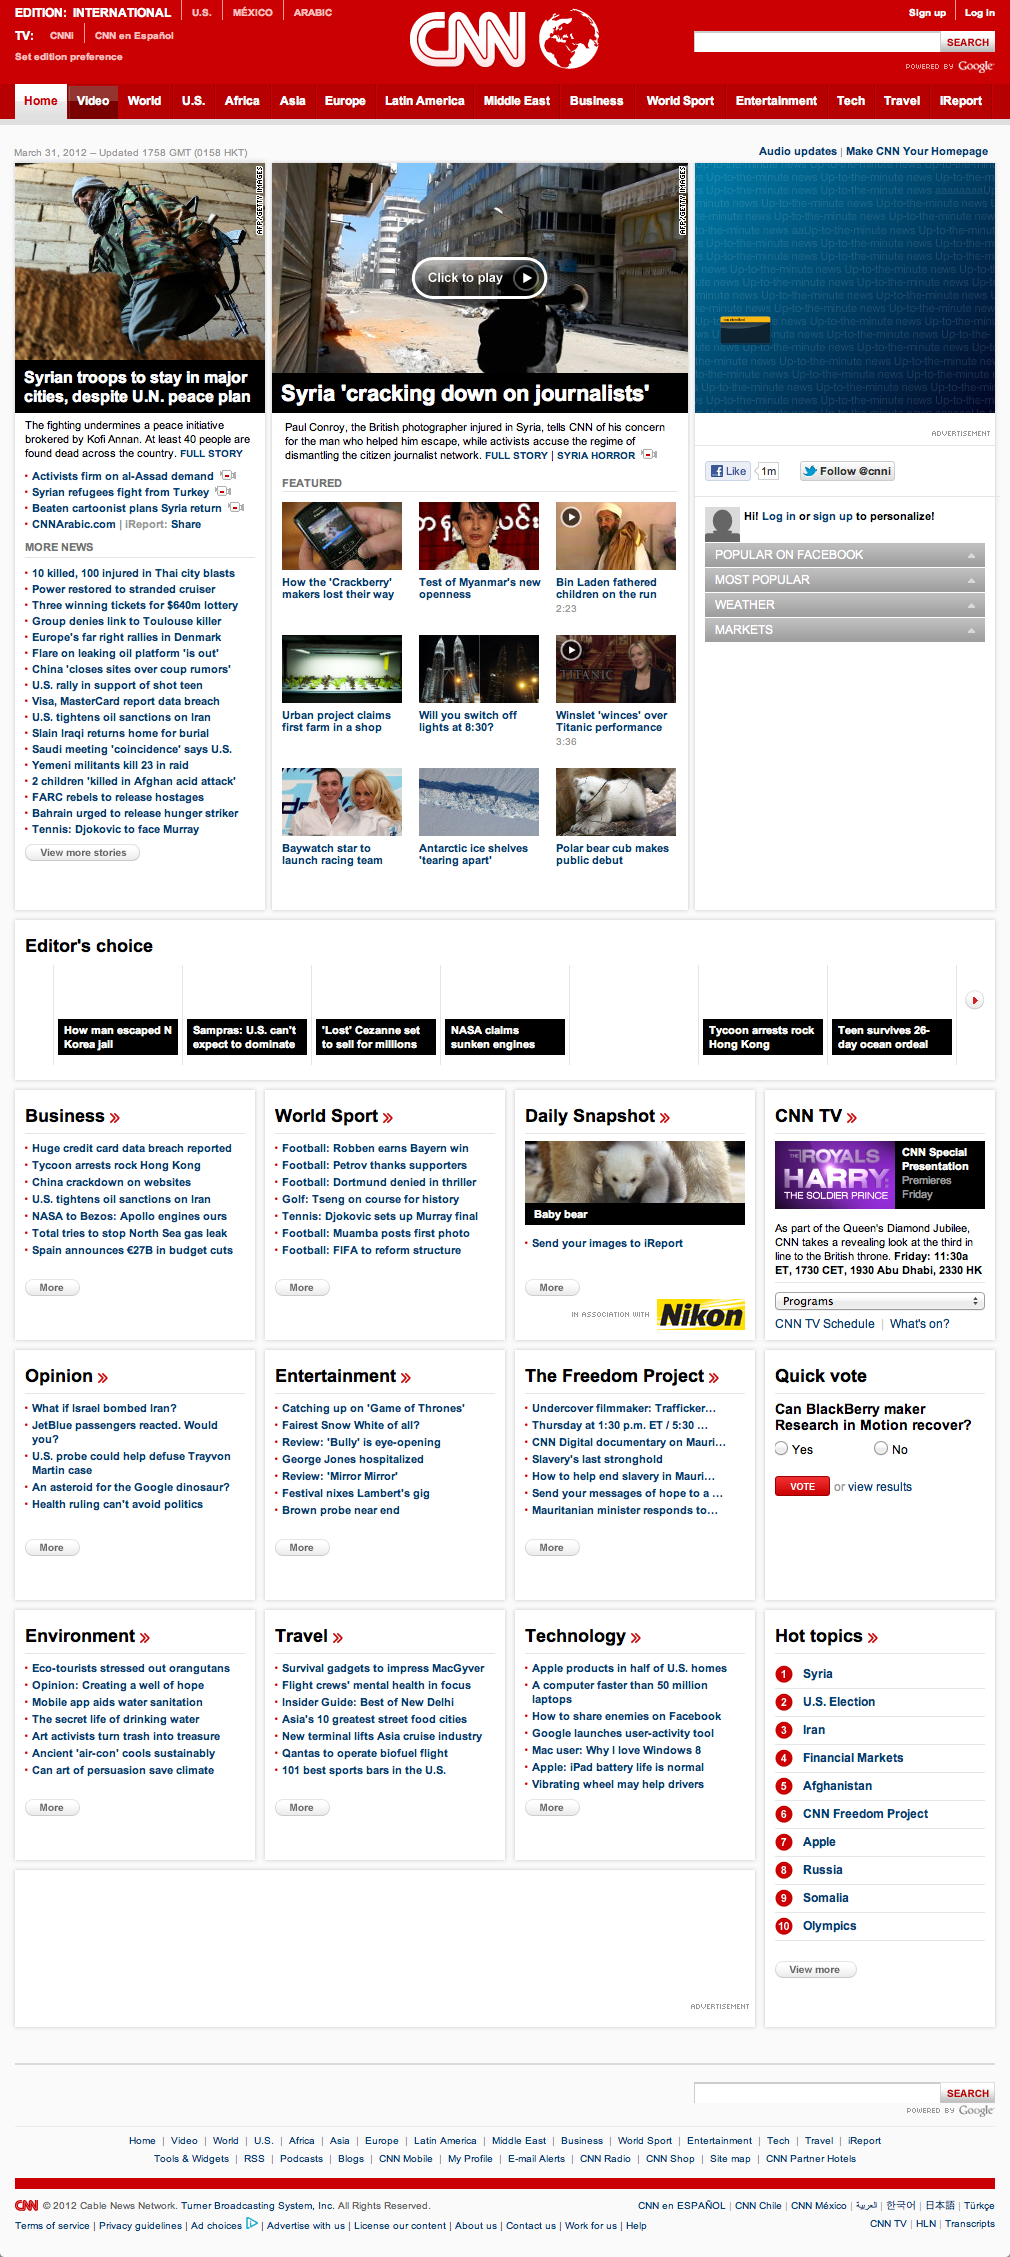 EDITION: INTERNATIONAL | U.S. | MÉXICO | ARABIC
TV: CNNi | CNN en Español
Set edition preference
CNN
Sign up | Log in
SEARCH
POWERED BY Google
Home Video World U.S. Africa Asia Europe Latin America Middle East Business World Sport Entertainment Tech Travel iReport
March 31, 2012 – Updated 1758 GMT (0158 HKT)
Audio updates | Make CNN Your Homepage
AFP/GETTY IMAGES
Syrian troops to stay in major
cities, despite U.N. peace plan
The fighting undermines a peace initiative
brokered by Kofi Annan. At least 40 people are
found dead across the country. FULL STORY
Activists firm on al-Assad demand
Syrian refugees fight from Turkey
Beaten cartoonist plans Syria return
CNNArabic.com | iReport: Share
MORE NEWS
10 killed, 100 injured in Thai city blasts
Power restored to stranded cruiser
Three winning tickets for $640m lottery
Group denies link to Toulouse killer
Europe's far right rallies in Denmark
Flare on leaking oil platform 'is out'
China 'closes sites over coup rumors'
U.S. rally in support of shot teen
Visa, MasterCard report data breach
U.S. tightens oil sanctions on Iran
Slain Iraqi returns home for burial
Saudi meeting 'coincidence' says U.S.
Yemeni militants kill 23 in raid
2 children 'killed in Afghan acid attack'
FARC rebels to release hostages
Bahrain urged to release hunger striker
Tennis: Djokovic to face Murray
View more stories
AFP/GETTY IMAGES
Click to play
Syria 'cracking down on journalists'
Paul Conroy, the British photographer injured in Syria, tells CNN of his concern
for the man who helped him escape, while activists accuse the regime of
dismantling the citizen journalist network. FULL STORY | SYRIA HORROR
FEATURED
How the 'Crackberry'
makers lost their way
Test of Myanmar's new
openness
Bin Laden fathered
children on the run
2:23
TITANIC
Urban project claims
first farm in a shop
Will you switch off
lights at 8:30?
Winslet 'winces' over
Titanic performance
3:36
Baywatch star to
launch racing team
Antarctic ice shelves
'tearing apart'
Polar bear cub makes
public debut
Up-to-the-minute news Up-to-the-minute news
ADVERTISEMENT
Like 1m
Follow @cnni
Hi! Log in or sign up to personalize!
POPULAR ON FACEBOOK
MOST POPULAR
WEATHER
MARKETS
Editor's choice
How man escaped N
Korea jail
Sampras: U.S. can't
expect to dominate
'Lost' Cezanne set
to sell for millions
NASA claims
sunken engines
Tycoon arrests rock
Hong Kong
Teen survives 26-
day ocean ordeal
Business
Huge credit card data breach reported
Tycoon arrests rock Hong Kong
China crackdown on websites
U.S. tightens oil sanctions on Iran
NASA to Bezos: Apollo engines ours
Total tries to stop North Sea gas leak
Spain announces €27B in budget cuts
More
World Sport
Football: Robben earns Bayern win
Football: Petrov thanks supporters
Football: Dortmund denied in thriller
Golf: Tseng on course for history
Tennis: Djokovic sets up Murray final
Football: Muamba posts first photo
Football: FIFA to reform structure
More
Daily Snapshot
Baby bear
Send your images to iReport
More
IN ASSOCIATION WITH Nikon
CNN TV
THE ROYALS
HARRY
THE SOLDIER PRINCE
CNN Special
Presentation
Premieres
Friday
As part of the Queen's Diamond Jubilee,
CNN takes a revealing look at the third in
line to the British throne. Friday: 11:30a
ET, 1730 CET, 1930 Abu Dhabi, 2330 HK
Programs
CNN TV Schedule | What's on?
Opinion
What if Israel bombed Iran?
JetBlue passengers reacted. Would
you?
U.S. probe could help defuse Trayvon
Martin case
An asteroid for the Google dinosaur?
Health ruling can't avoid politics
More
Entertainment
Catching up on 'Game of Thrones'
Fairest Snow White of all?
Review: 'Bully' is eye-opening
George Jones hospitalized
Review: 'Mirror Mirror'
Festival nixes Lambert's gig
Brown probe near end
More
The Freedom Project
Undercover filmmaker: Trafficker...
Thursday at 1:30 p.m. ET / 5:30 ...
CNN Digital documentary on Mauri...
Slavery's last stronghold
How to help end slavery in Mauri...
Send your messages of hope to a ...
Mauritanian minister responds to...
More
Quick vote
Can BlackBerry maker
Research in Motion recover?
Yes No
VOTE or view results
Environment
Eco-tourists stressed out orangutans
Opinion: Creating a well of hope
Mobile app aids water sanitation
The secret life of drinking water
Art activists turn trash into treasure
Ancient 'air-con' cools sustainably
Can art of persuasion save climate
More
Travel
Survival gadgets to impress MacGyver
Flight crews' mental health in focus
Insider Guide: Best of New Delhi
Asia's 10 greatest street food cities
New terminal lifts Asia cruise industry
Qantas to operate biofuel flight
101 best sports bars in the U.S.
More
Technology
Apple products in half of U.S. homes
A computer faster than 50 million
laptops
How to share enemies on Facebook
Google launches user-activity tool
Mac user: Why I love Windows 8
Apple: iPad battery life is normal
Vibrating wheel may help drivers
More
Hot topics
1 Syria
2 U.S. Election
3 Iran
4 Financial Markets
5 Afghanistan
6 CNN Freedom Project
7 Apple
8 Russia
9 Somalia
10 Olympics
View more
ADVERTISEMENT
SEARCH
POWERED BY Google
Home | Video | World | U.S. | Africa | Asia | Europe | Latin America | Middle East | Business | World Sport | Entertainment | Tech | Travel | iReport
Tools & Widgets | RSS | Podcasts | Blogs | CNN Mobile | My Profile | E-mail Alerts | CNN Radio | CNN Shop | Site map | CNN Partner Hotels
CNN © 2012 Cable News Network. Turner Broadcasting System, Inc. All Rights Reserved.
CNN en ESPAÑOL | CNN Chile | CNN México | العربية | 한국어 | 日本語 | Türkçe
Terms of service | Privacy guidelines | Ad choices | Advertise with us | License our content | About us | Contact us | Work for us | Help
CNN TV | HLN | Transcripts